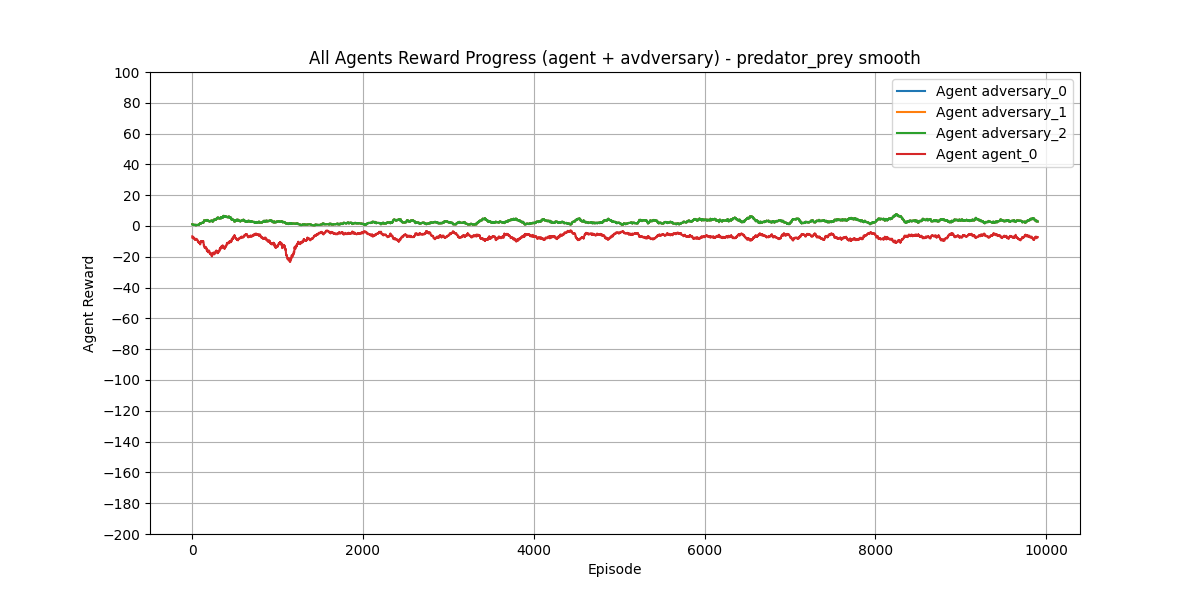 All Agents Reward Progress (agent + avdversary) - predator_prey smooth
Agent adversary_0
Agent adversary_1
Agent adversary_2
Agent agent_0
100
80
60
40
20
0
−20
−40
−60
−80
−100
−120
−140
−160
−180
−200
Agent Reward
0 2000 4000 6000 8000 10000
Episode